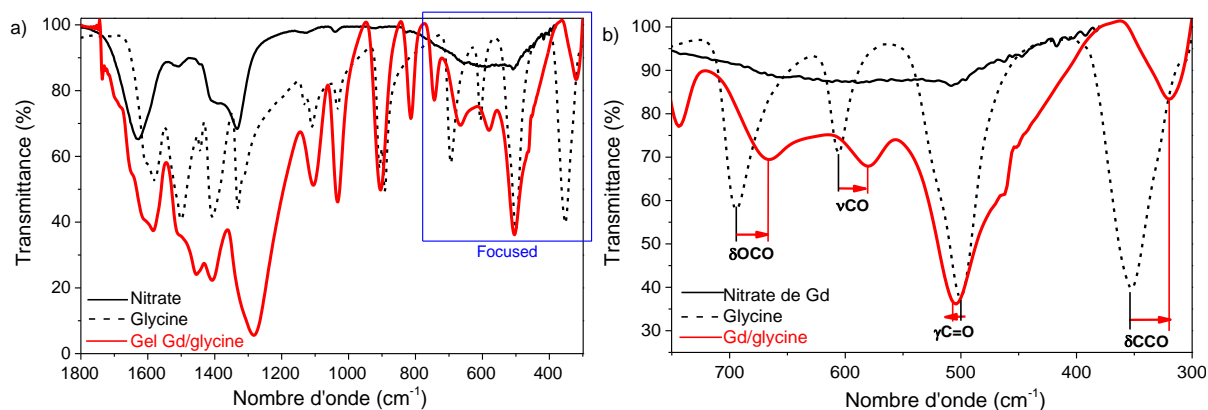 a)
Transmittance (%)
100
80
60
40
20
0
Nitrate
Glycine
Gel Gd/glycine
Focused
1800 1600 1400 1200 1000 800 600 400
Nombre d'onde (cm-1)
b)
Transmittance (%)
100
90
80
70
60
50
40
30
δOCO
νCO
γC=O
δCCO
Nitrate de Gd
Glycine
Gd/glycine
700 600 500 400 300
Nombre d'onde (cm-1)